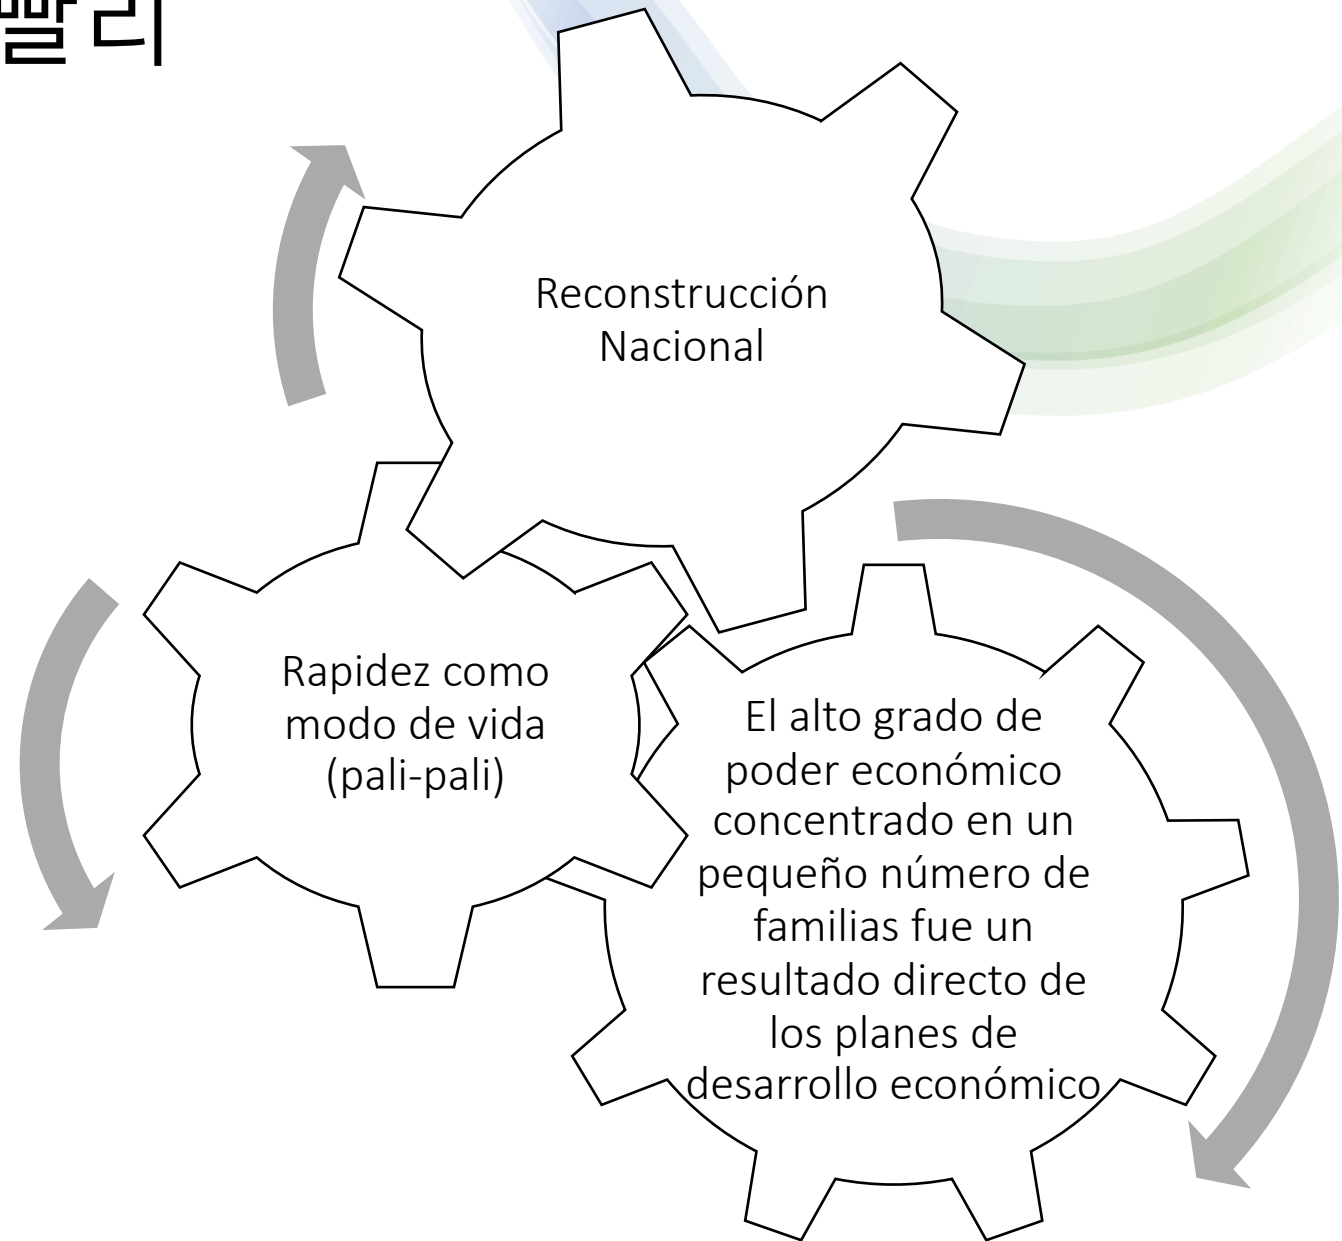 빨리
Reconstrucción
Nacional
Rapidez como
modo de vida
(pali-pali)
El alto grado de
poder económico
concentrado en un
pequeño número de
familias fue un
resultado directo de
los planes de
desarrollo económico